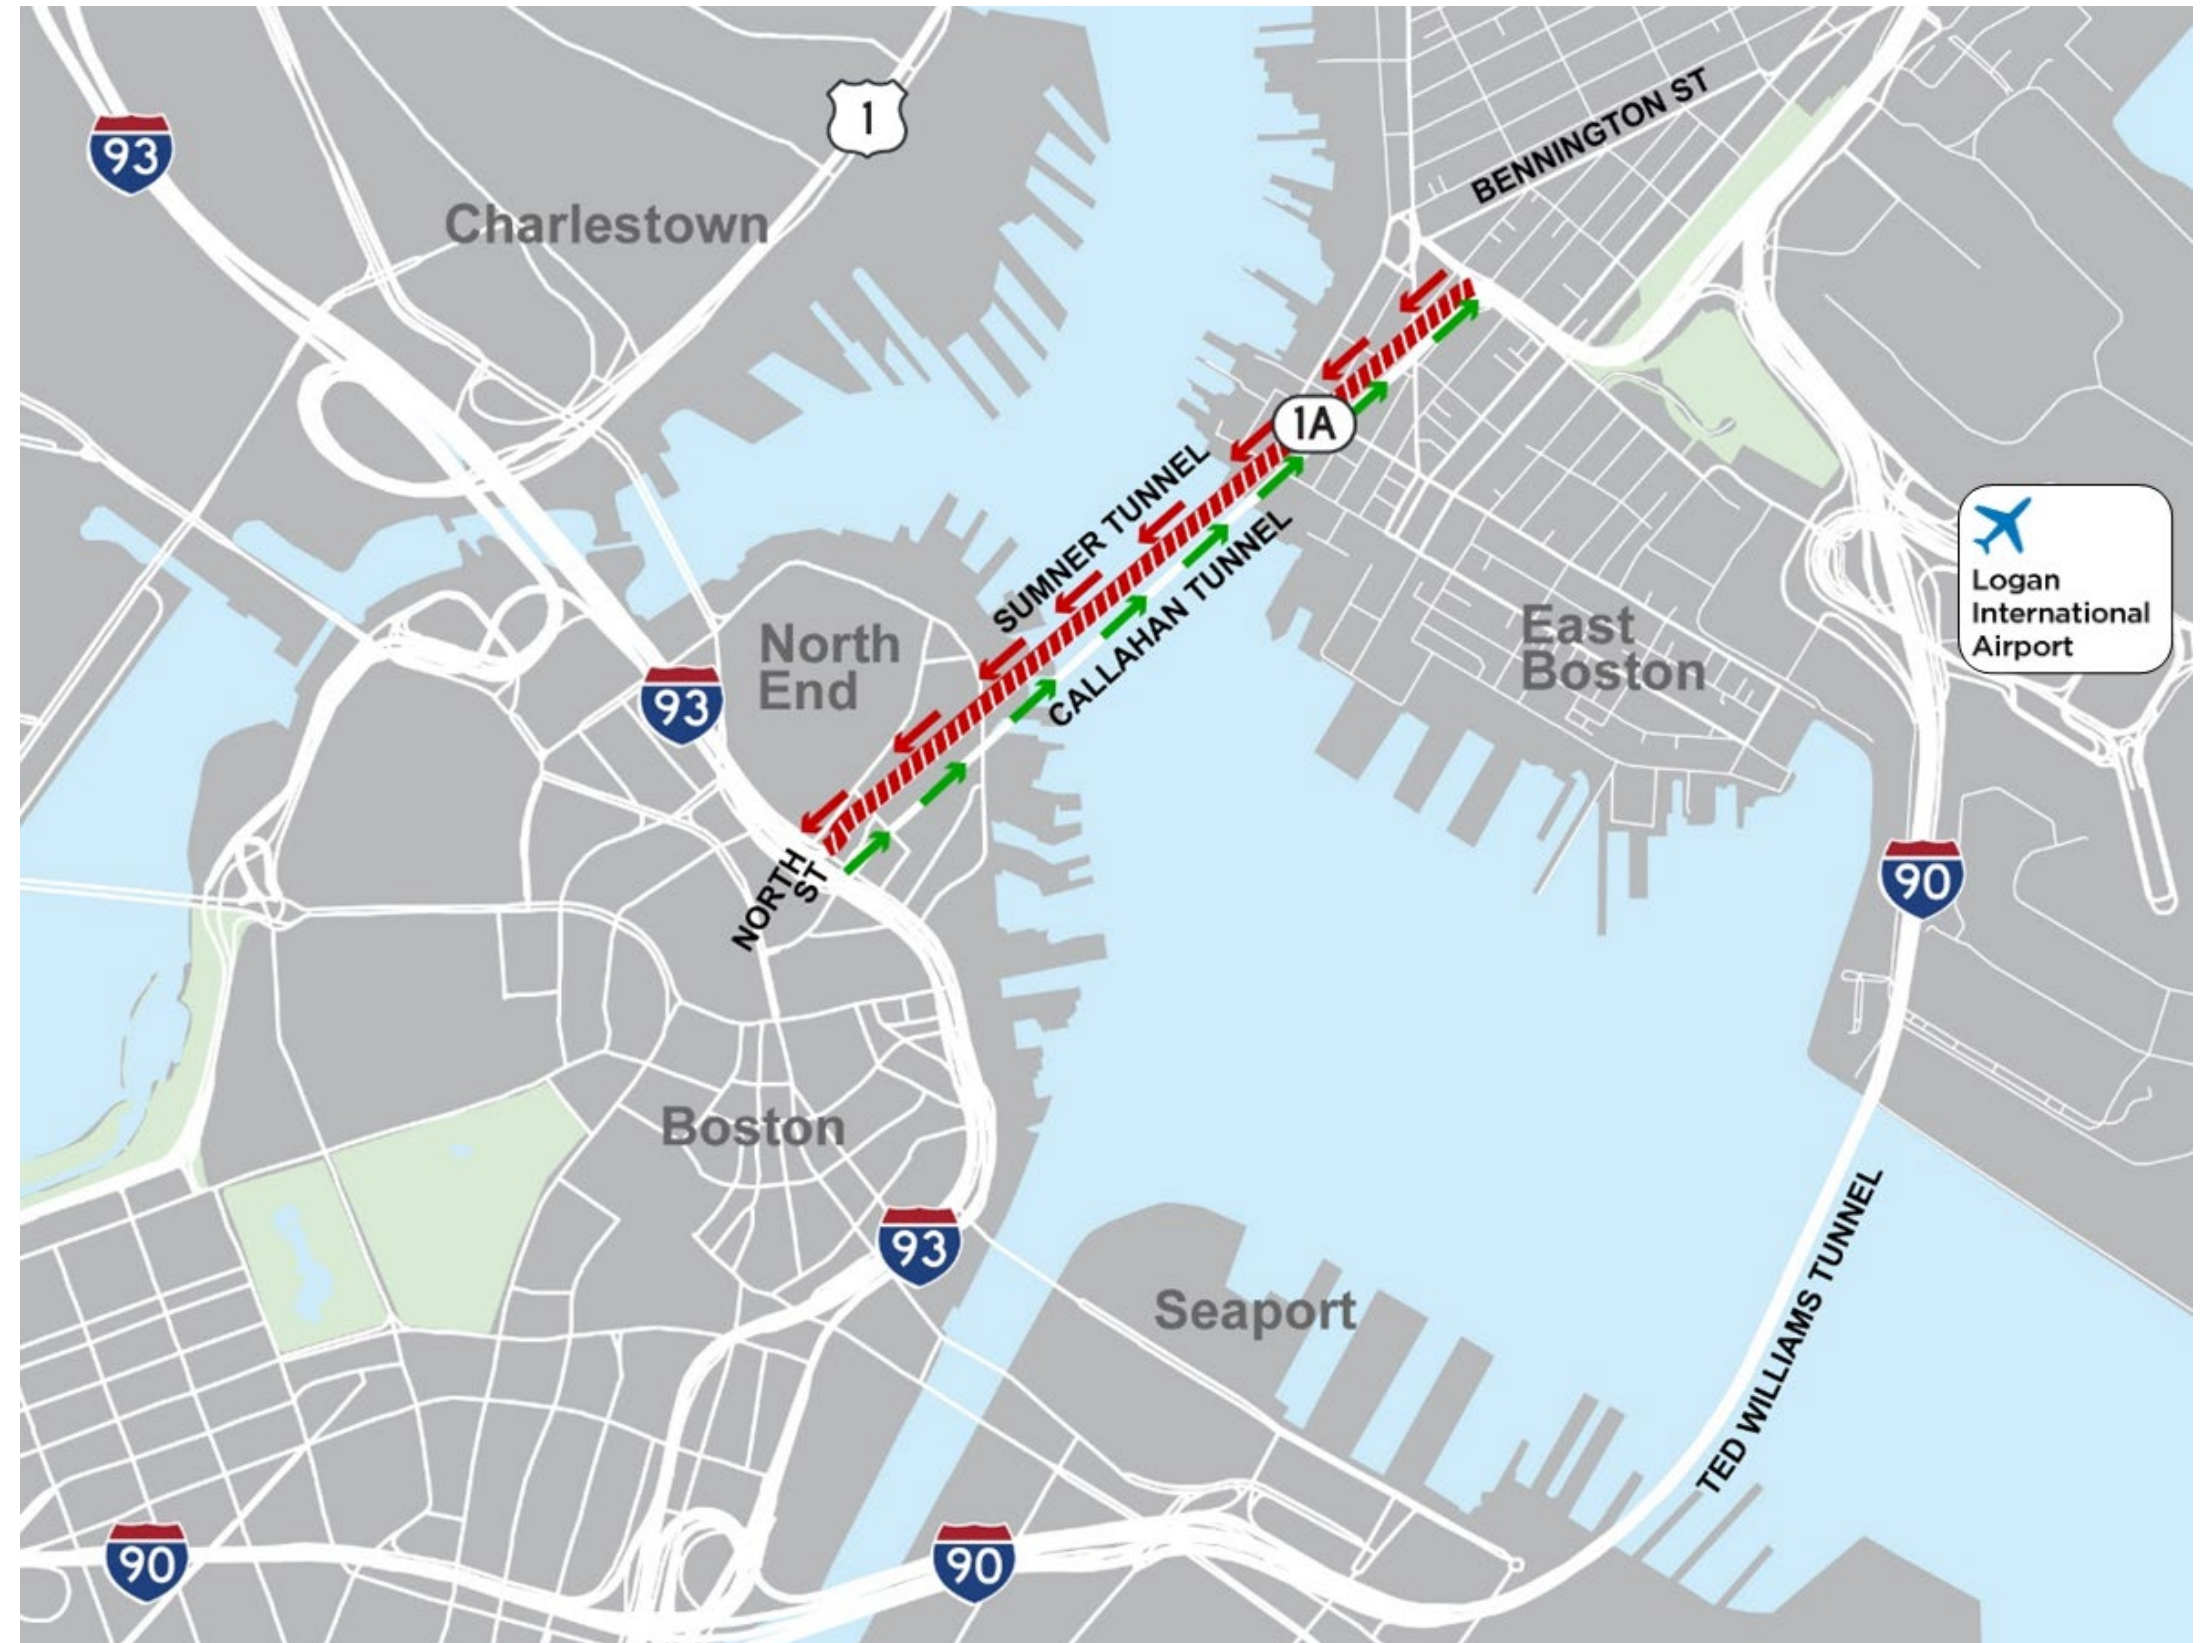 1
93
BENNINGTON ST
Charlestown
1A
SUMNER TUNNEL
CALLAHAN TUNNEL
Logan
International
Airport
North
End
93
East
Boston
NORTH
ST
90
Boston
93
Seaport
TED WILLIAMS TUNNEL
90
90